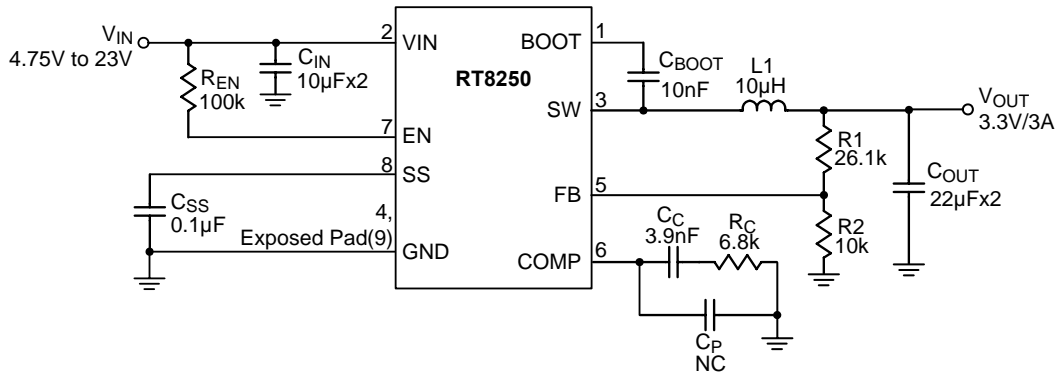 VIN
4.75V to 23V
REN
100k
CIN
10µFx2
2
VIN
7
EN
8
SS
CSS
0.1µF
4,
Exposed Pad(9)
GND
RT8250
BOOT
1
CBOOT
10nF
SW
3
L1
10µH
VOUT
3.3V/3A
R1
26.1k
COUT
22µFx2
FB
5
R2
10k
COMP
6
CC
3.9nF
RC
6.8k
CP
NC